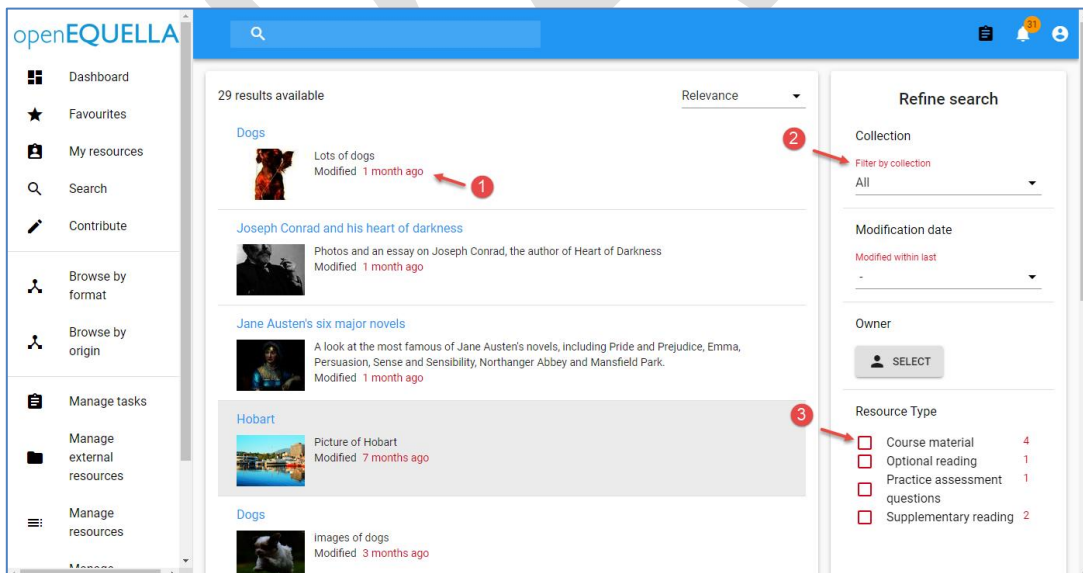 openEQUELLA
31
Dashboard
Favourites
My resources
Search
Contribute
Browse by
format
Browse by
origin
Manage tasks
Manage
external
resources
Manage
resources
29 results available
Relevance
Dogs
Lots of dogs
Modified 1 month ago
1
Joseph Conrad and his heart of darkness
Photos and an essay on Joseph Conrad, the author of Heart of Darkness
Modified 1 month ago
Jane Austen's six major novels
A look at the most famous of Jane Austen's novels, including Pride and Prejudice, Emma,
Persuasion, Sense and Sensibility, Northanger Abbey and Mansfield Park.
Modified 1 month ago
Hobart
Picture of Hobart
Modified 7 months ago
Dogs
images of dogs
Modified 3 months ago
Refine search
Collection
2
Filter by collection
All
Modification date
Modified within last
-
Owner
SELECT
Resource Type
3
Course material 4
Optional reading 1
Practice assessment 1
questions
Supplementary reading 2